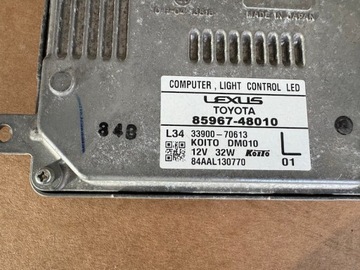 MADE IN JAPAN
COMPUTER, LIGHT CONTROL LED
LEXUS
TOYOTA
85967-48010
848
L34 33900-70613
KOITO DM010
12V 32W KOITO
84AAL130770
L
01